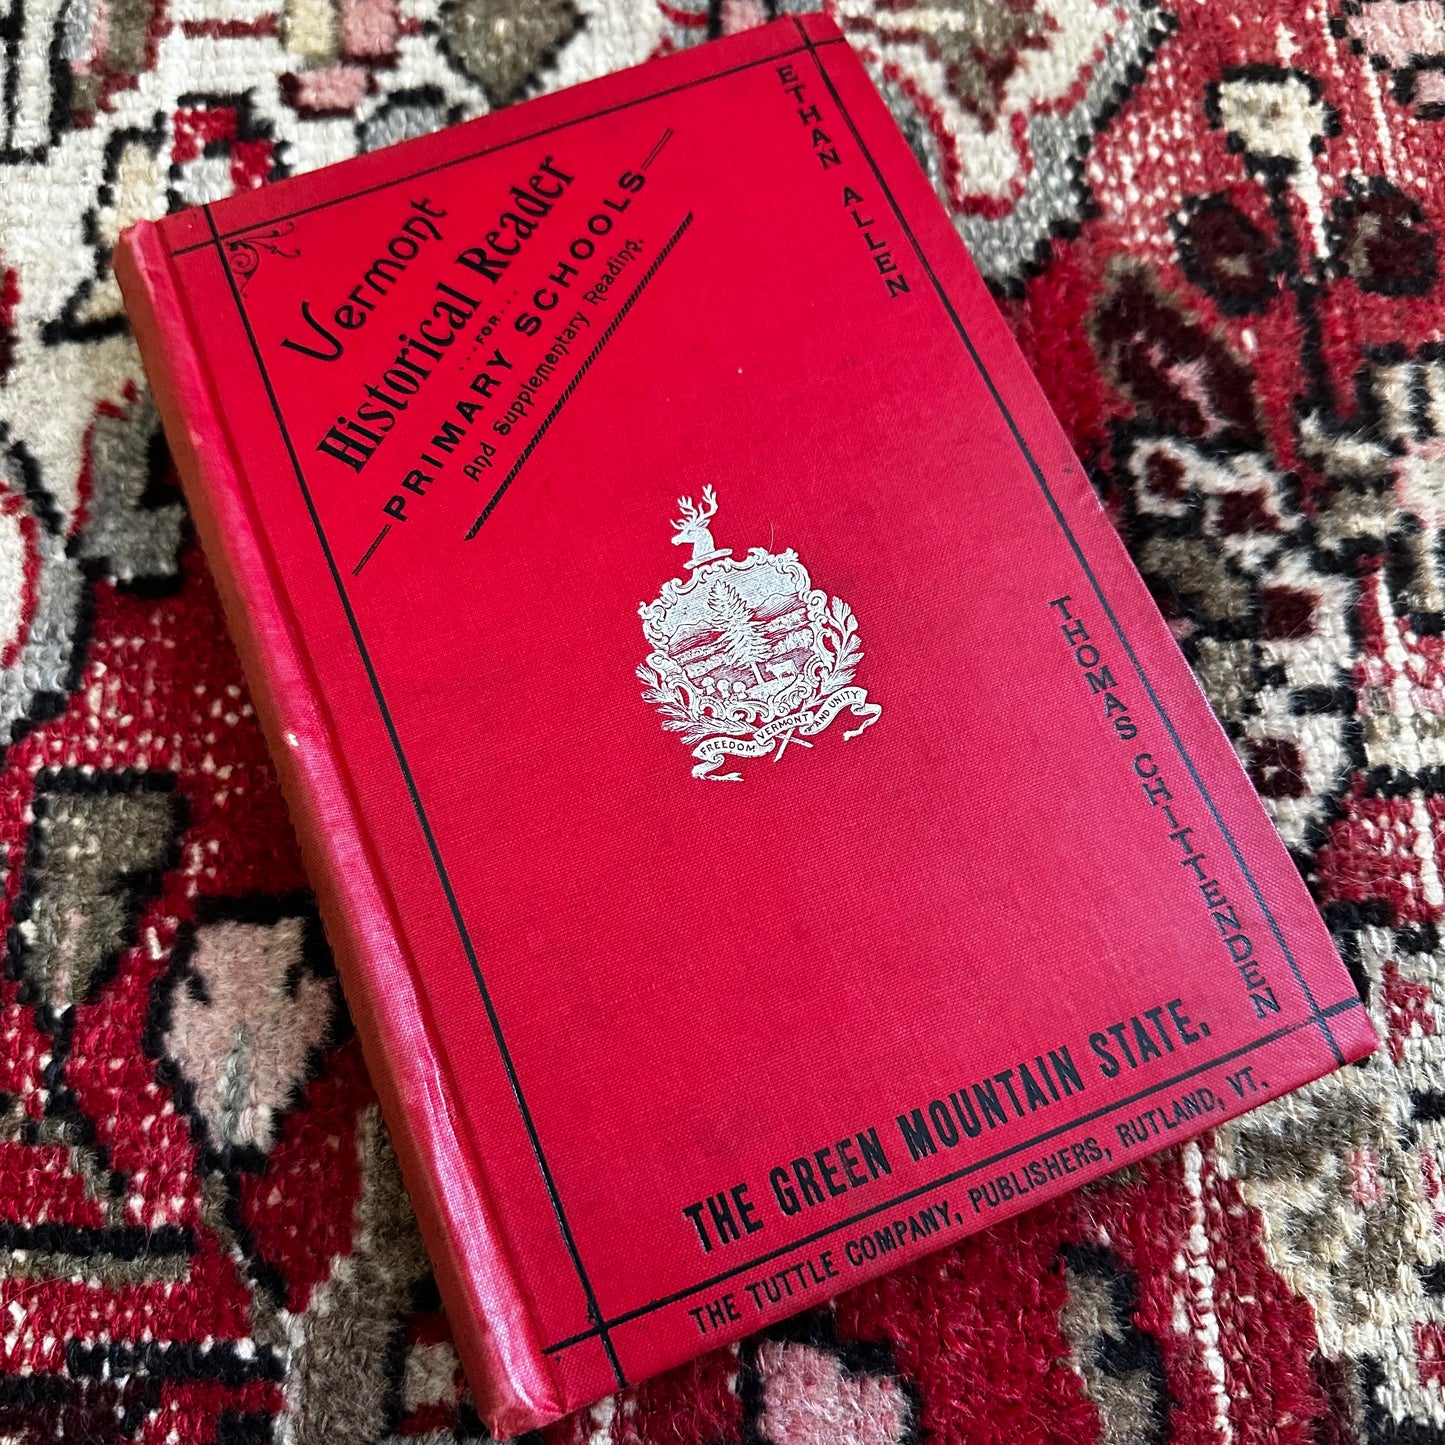 Vermont
Historical Reader
....FOR....
PRIMARY SCHOOLS
And Supplementary Reading.
ETHAN ALLEN
THOMAS CHITTENDEN
FREEDOM VERMONT AND UNITY
THE GREEN MOUNTAIN STATE.
THE TUTTLE COMPANY, PUBLISHERS, RUTLAND, VT.